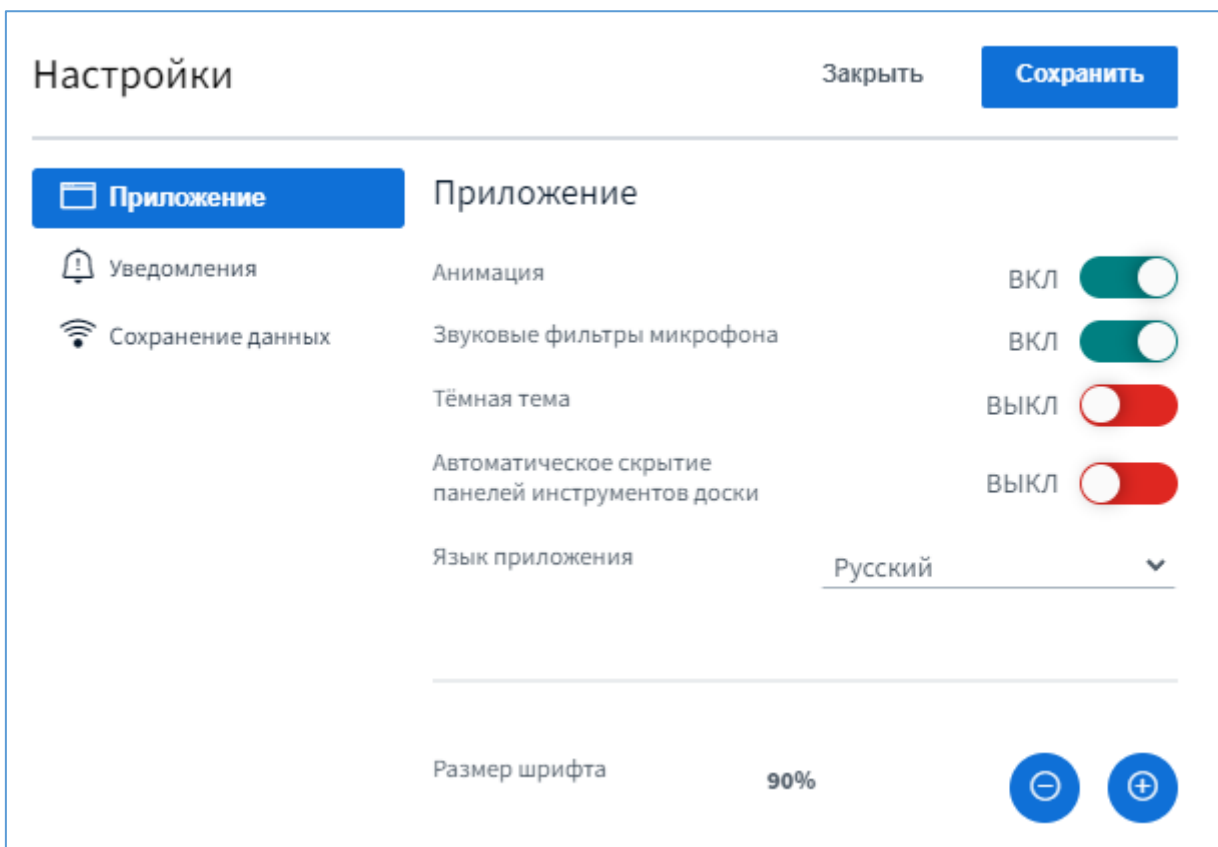 Настройки
Закрыть
Сохранить
Приложение
Уведомления
Сохранение данных
Приложение
Анимация
ВКЛ
Звуковые фильтры микрофона
ВКЛ
Тёмная тема
ВЫКЛ
Автоматическое скрытие
панелей инструментов доски
ВЫКЛ
Язык приложения
Русский
Размер шрифта
90%